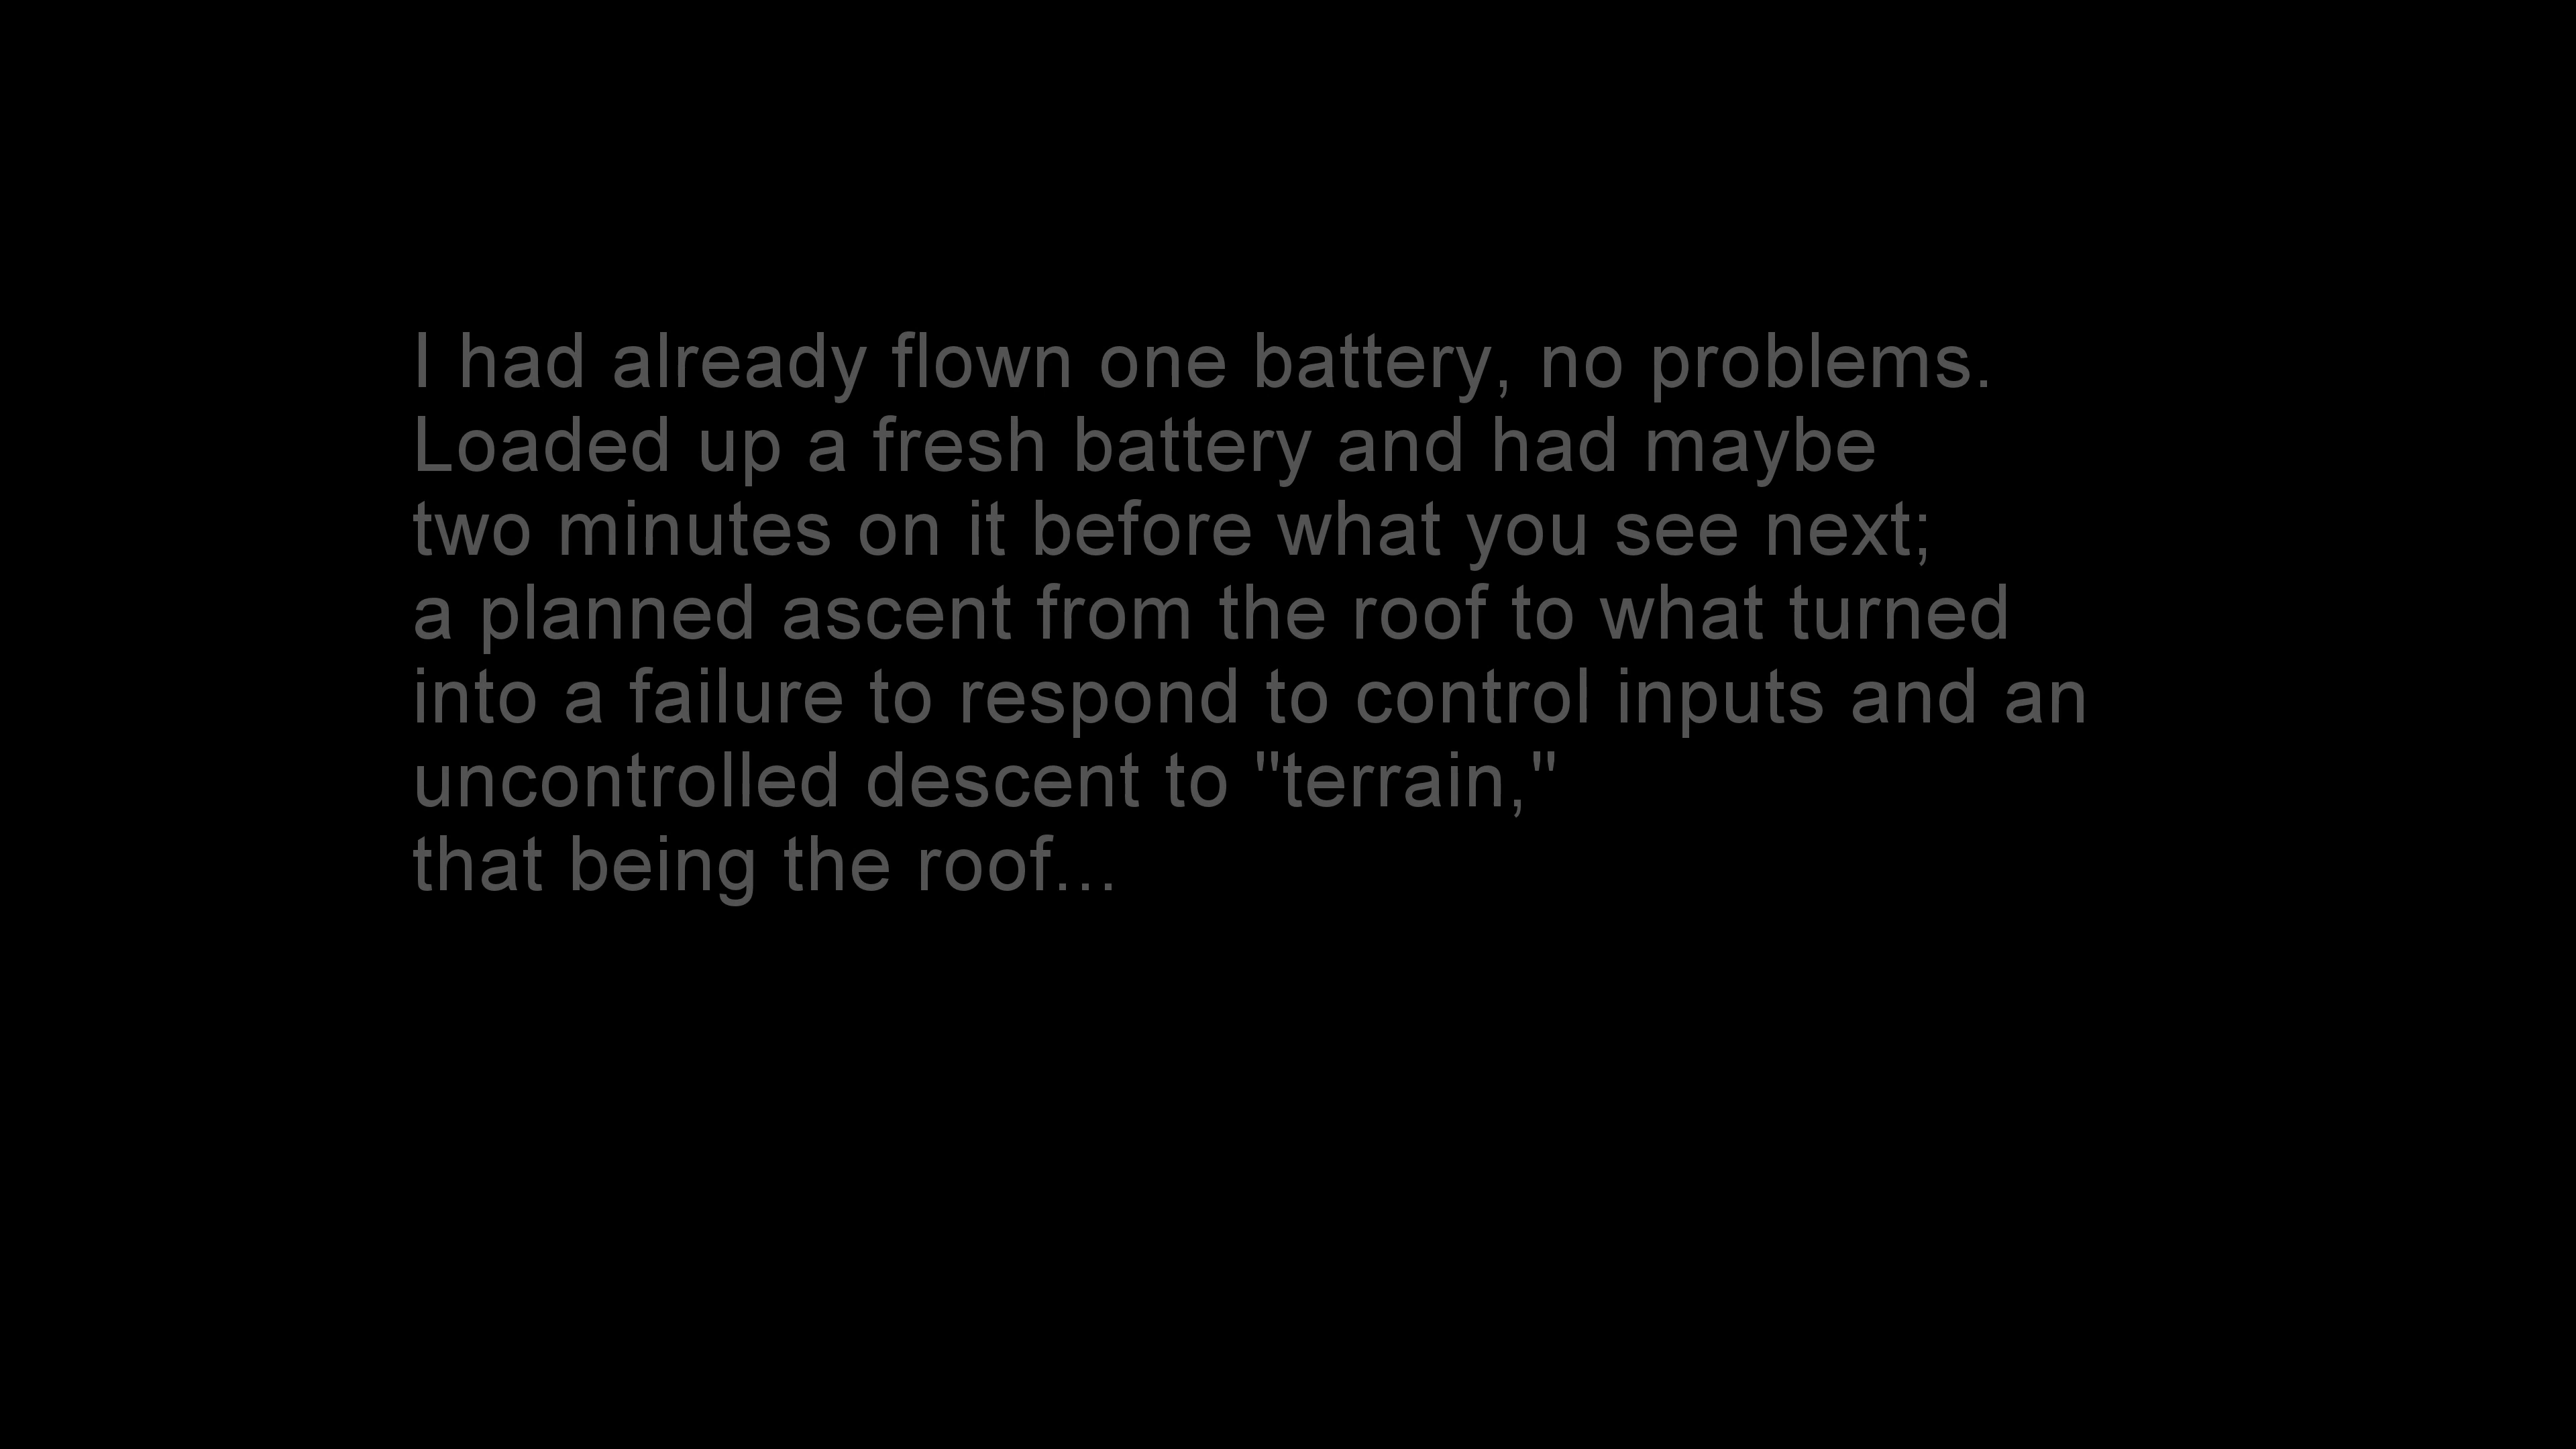 I had already flown one battery, no problems.
Loaded up a fresh battery and had maybe
two minutes on it before what you see next;
a planned ascent from the roof to what turned
into a failure to respond to control inputs and an
uncontrolled descent to "terrain,"
that being the roof...